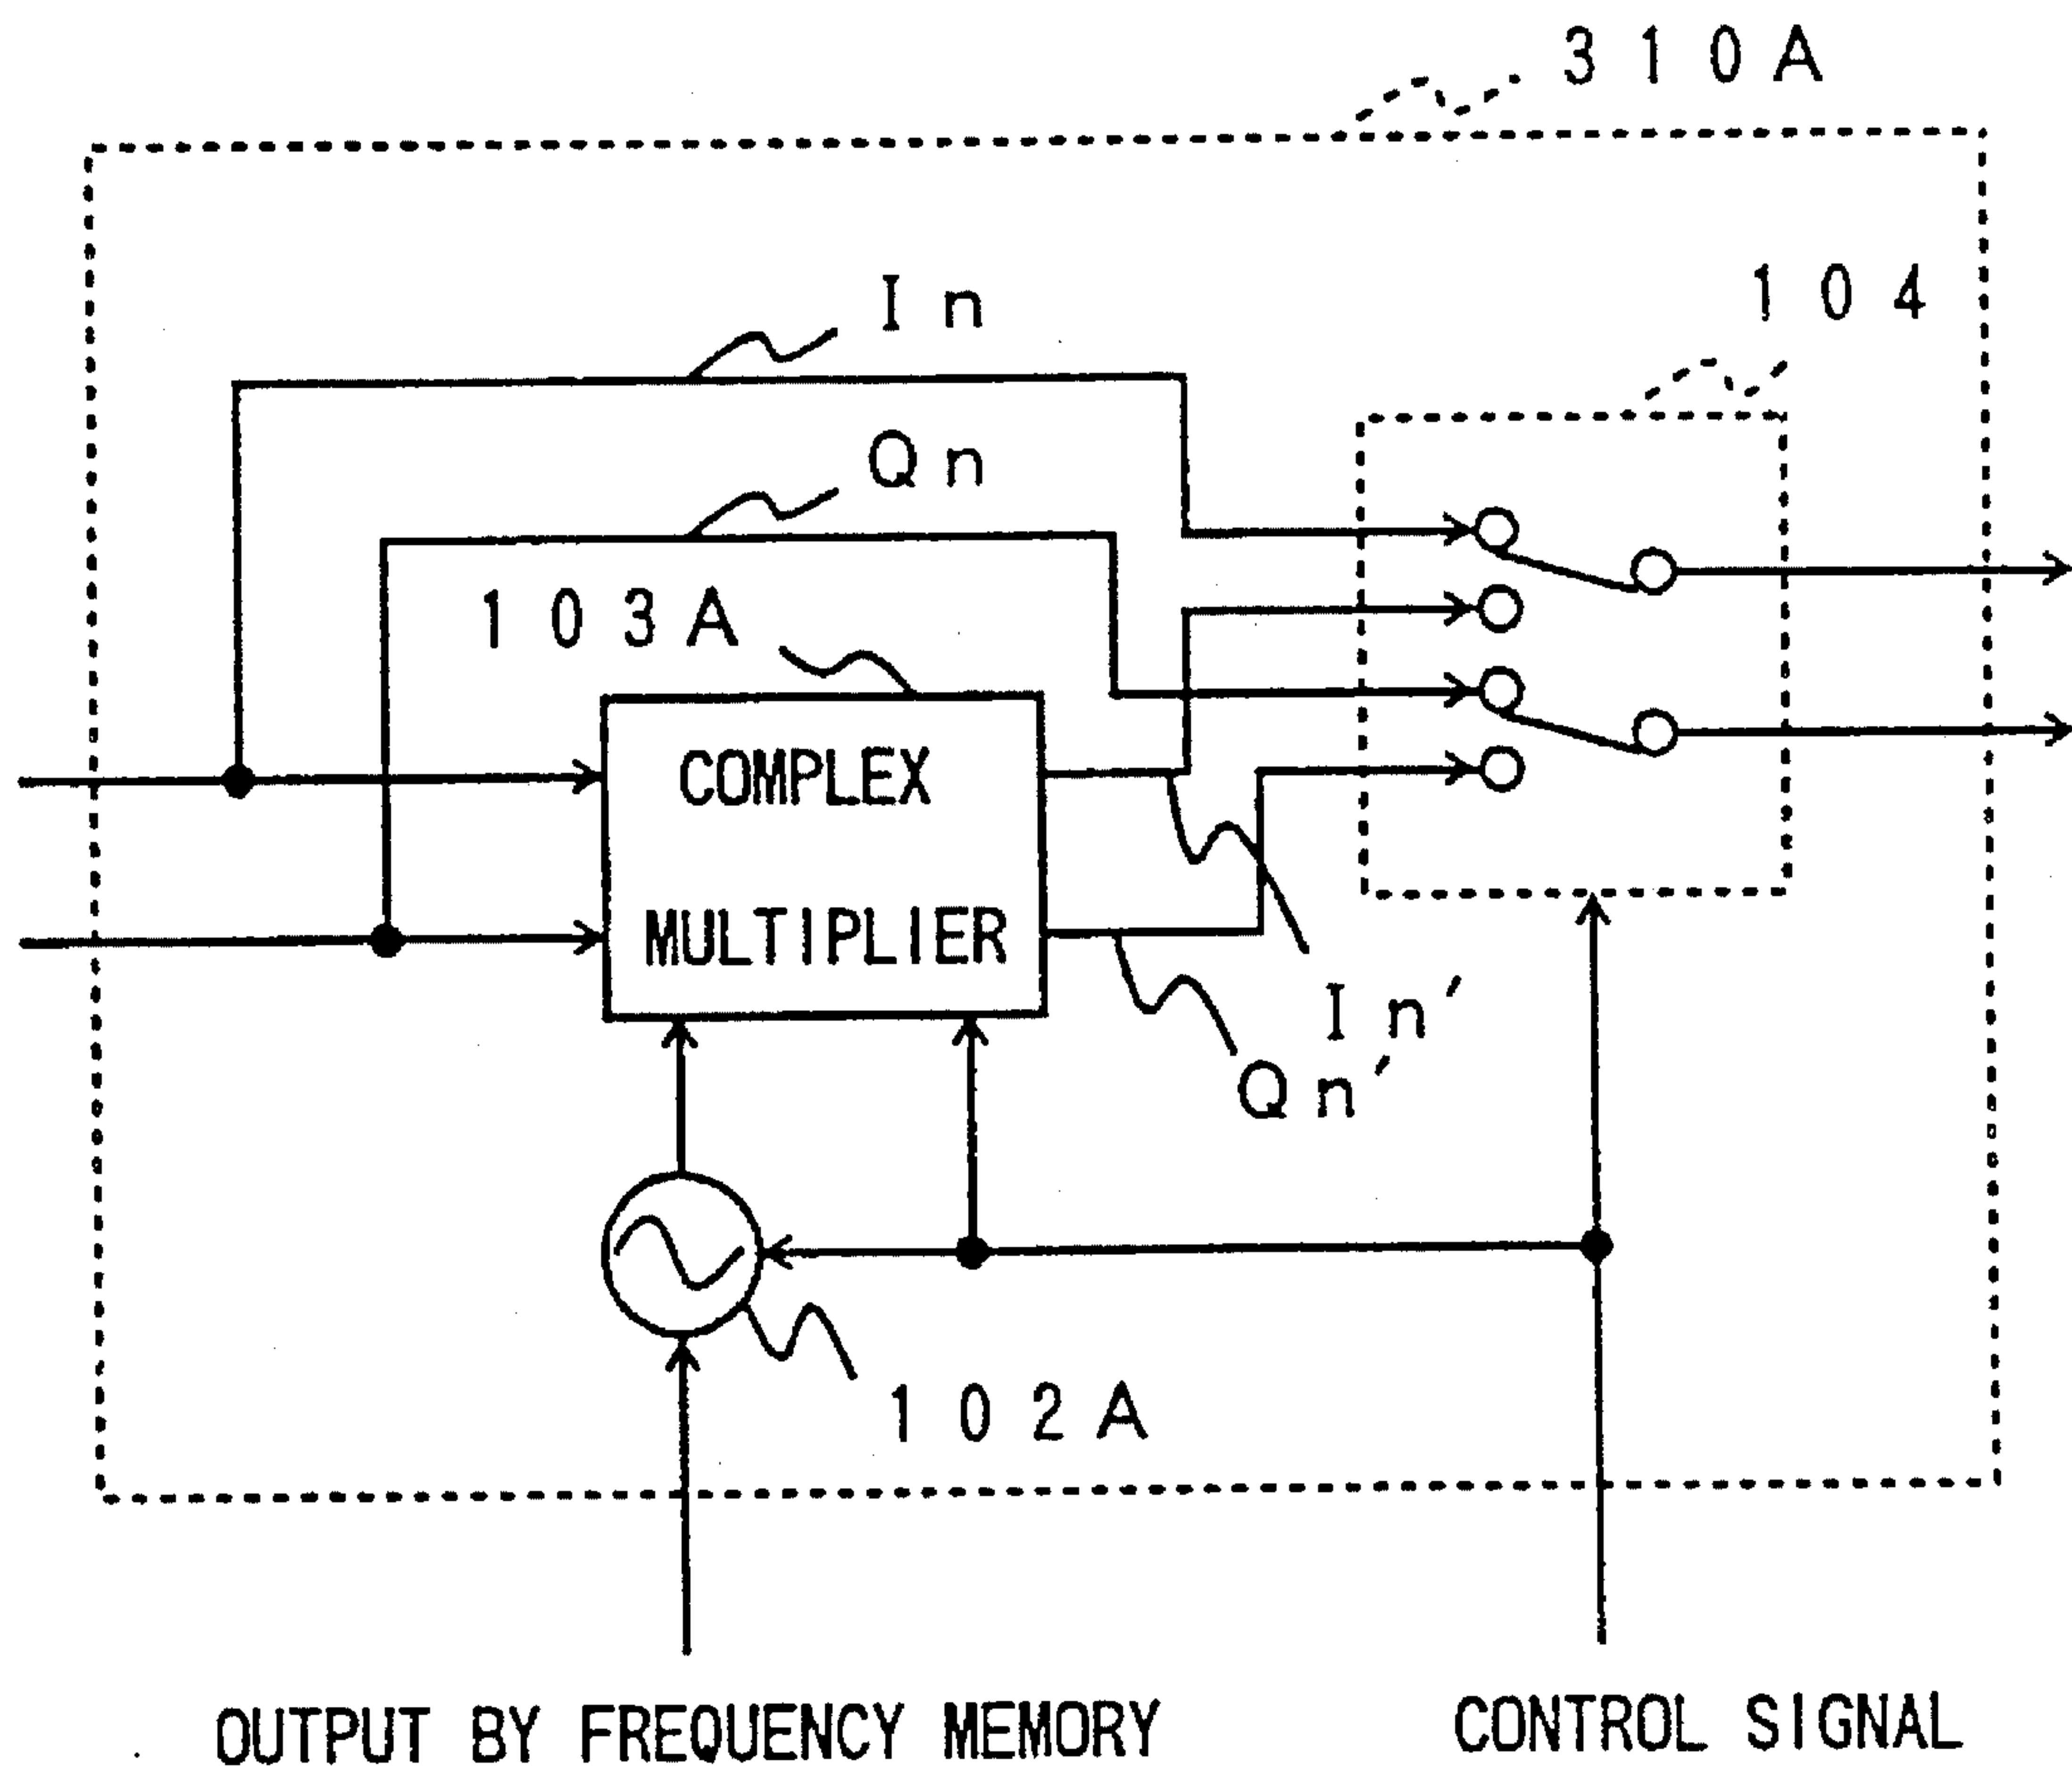 310A
104
In
Qn
103A
COMPLEX
MULTIPLIER
In′
Qn′
102A
OUTPUT BY FREQUENCY MEMORY
CONTROL SIGNAL